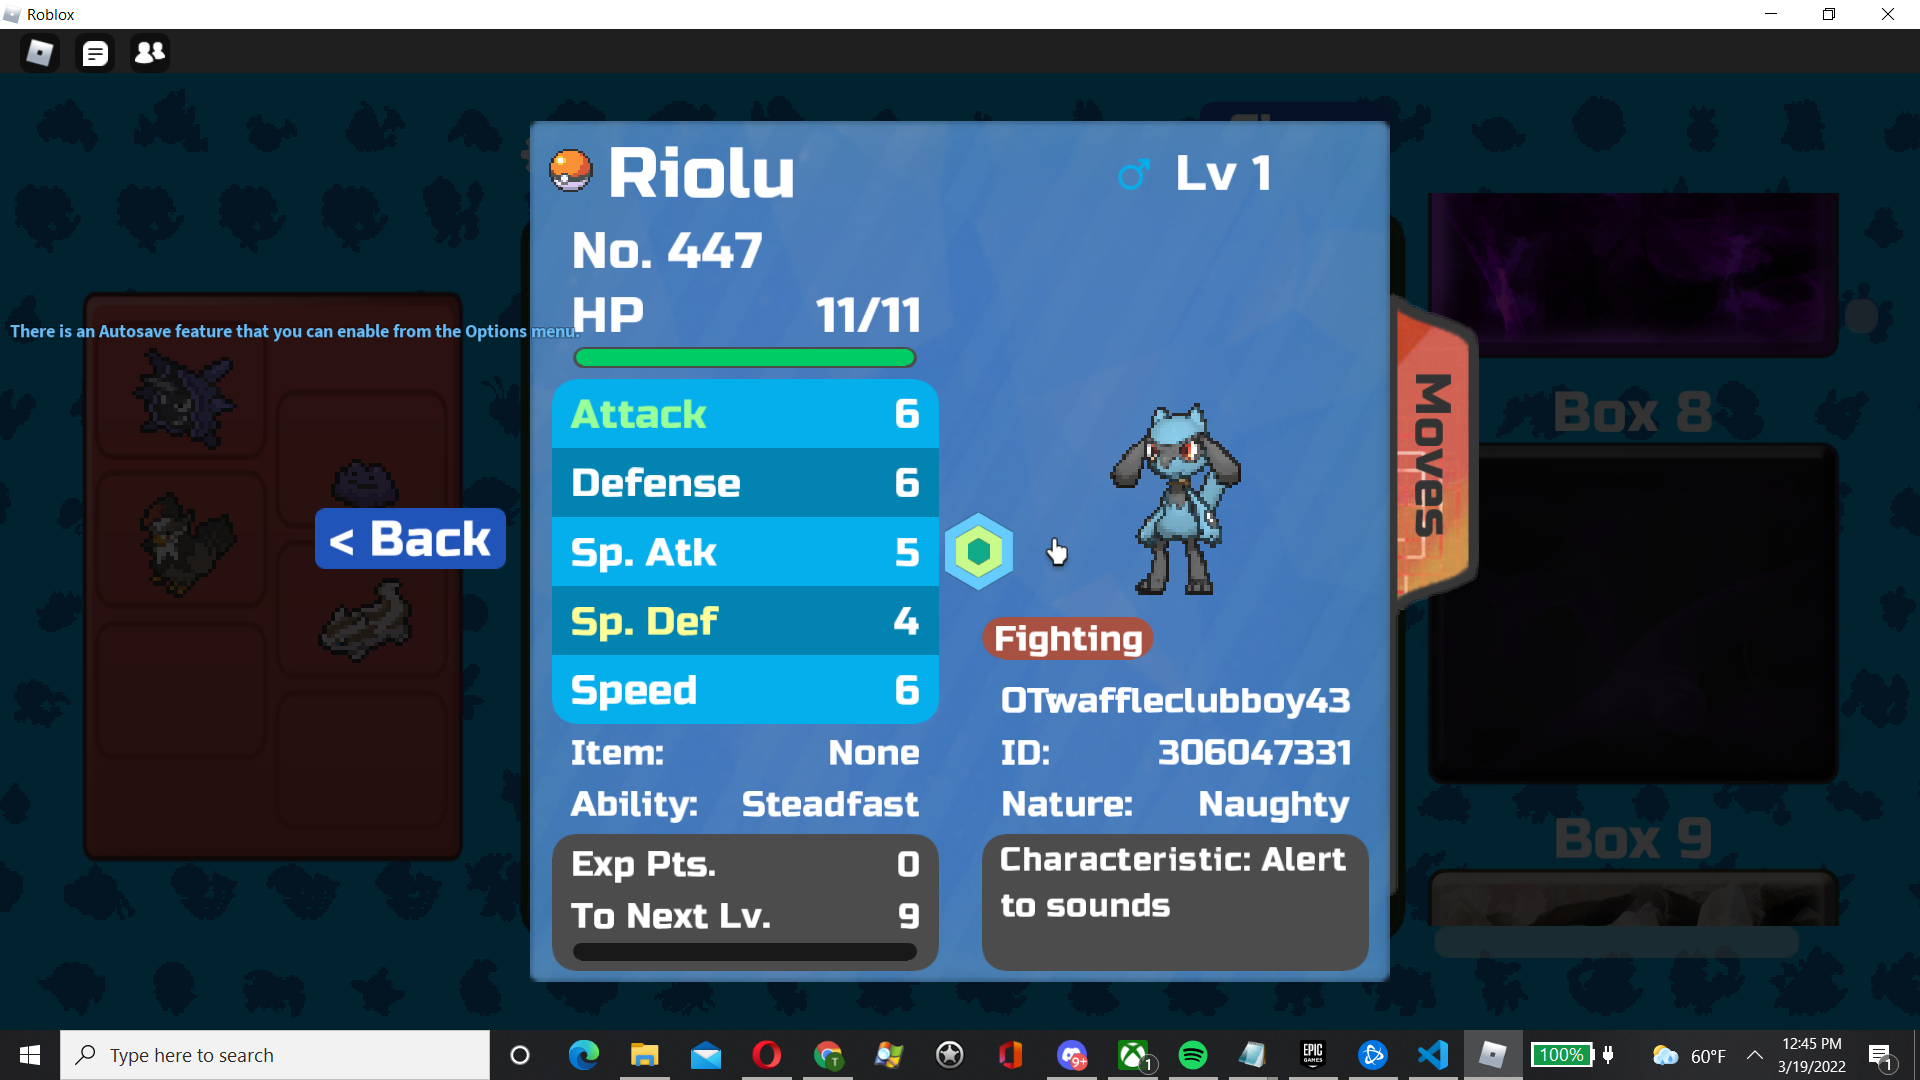 Roblox
Riolu
Lv 1
No. 447
HP 11/11
There is an Autosave feature that you can enable from the Options menu.
Attack 6
Defense 6
Sp. Atk 5
Sp. Def 4
Speed 6
< Back
Moves
Box 8
Fighting
OTwaffleclubboy43
Item: None
ID: 306047331
Ability: Steadfast
Nature: Naughty
Box 9
Exp Pts. 0
To Next Lv. 9
Characteristic: Alert
to sounds
Type here to search
T
9+
1
EPIC
GAMES
100%
60°F
12:45 PM
3/19/2022
1